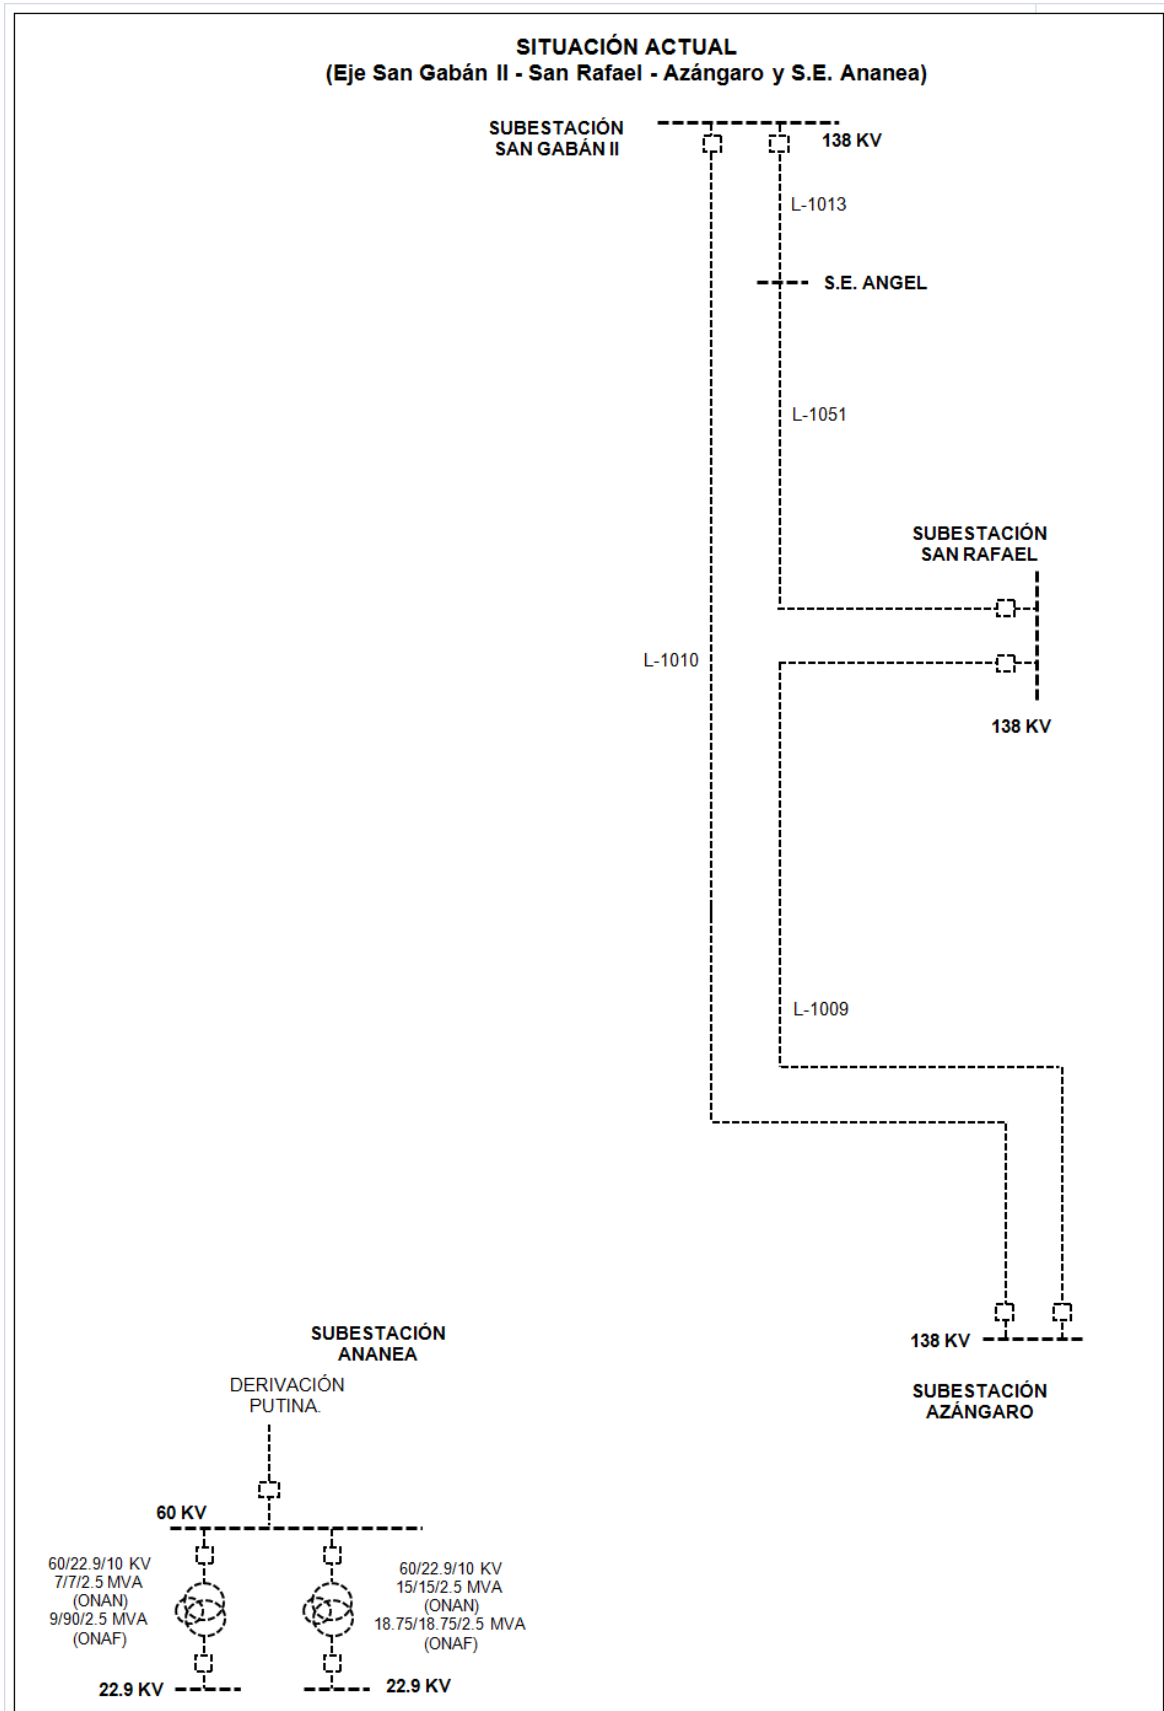 SITUACIÓN ACTUAL
(Eje San Gabán II - San Rafael - Azángaro y S.E. Ananea)
SUBESTACIÓN
SAN GABÁN II
138 KV
L-1013
S.E. ANGEL
L-1051
SUBESTACIÓN
SAN RAFAEL
L-1010
138 KV
L-1009
138 KV
SUBESTACIÓN
AZÁNGARO
SUBESTACIÓN
ANANEA
DERIVACIÓN
PUTINA.
60 KV
60/22.9/10 KV
7/7/2.5 MVA
(ONAN)
9/90/2.5 MVA
(ONAF)
60/22.9/10 KV
15/15/2.5 MVA
(ONAN)
18.75/18.75/2.5 MVA
(ONAF)
22.9 KV
22.9 KV